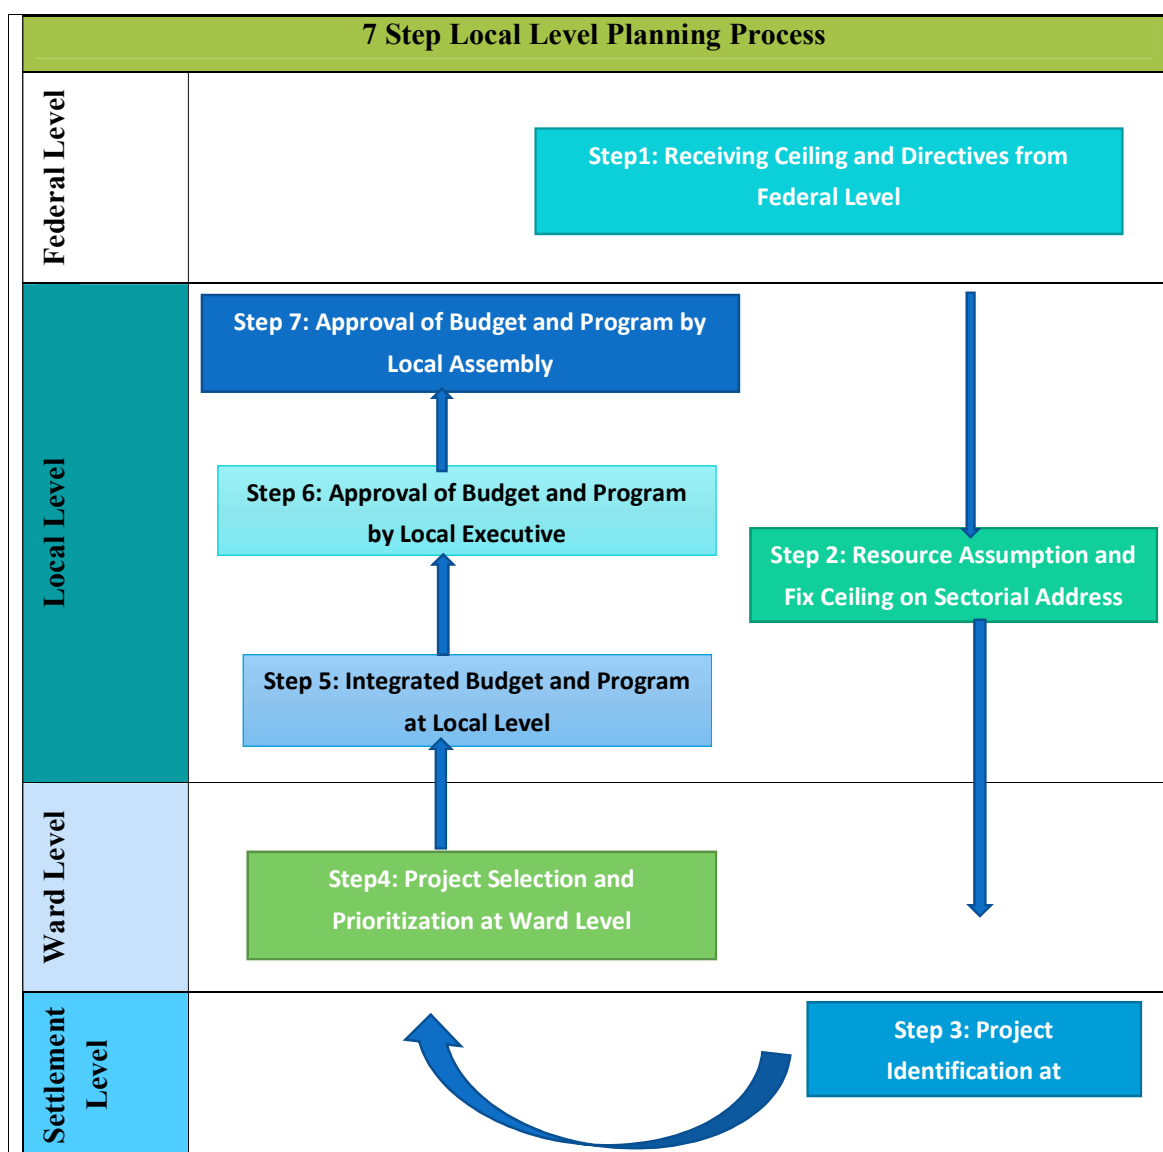 7 Step Local Level Planning Process
Federal Level
Step1: Receiving Ceiling and Directives from
Federal Level
Local Level
Step 7: Approval of Budget and Program by
Local Assembly
Step 6: Approval of Budget and Program
by Local Executive
Step 2: Resource Assumption and
Fix Ceiling on Sectorial Address
Step 5: Integrated Budget and Program
at Local Level
Ward Level
Step4: Project Selection and
Prioritization at Ward Level
Settlement
Level
Step 3: Project
Identification at